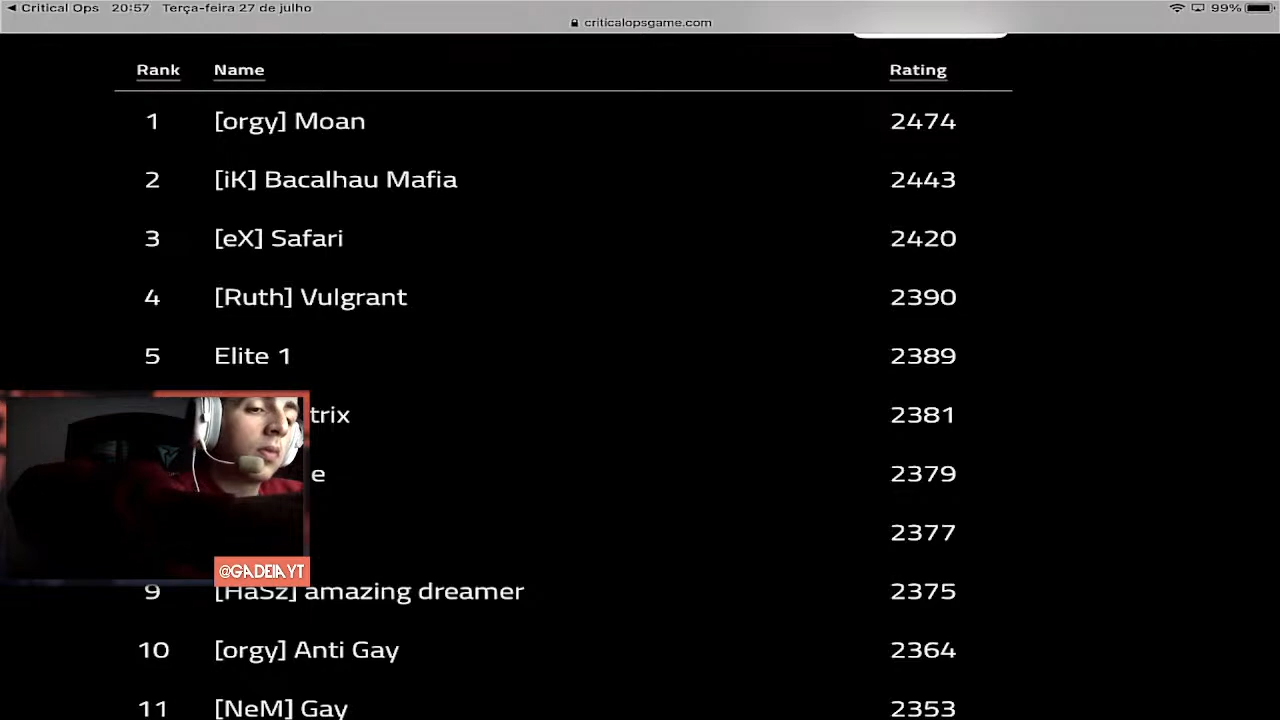 ◄ Critical Ops 20:57 Terça-feira 27 de julho 99%
criticalopsgame.com
Rank Name Rating
1 [orgy] Moan 2474
2 [iK] Bacalhau Mafia 2443
3 [eX] Safari 2420
4 [Ruth] Vulgrant 2390
5 Elite 1 2389
trix 2381
e 2379
2377
@GADEIAYT
9 [HaSz] amazing dreamer 2375
10 [orgy] Anti Gay 2364
11 [NeM] Gay 2353